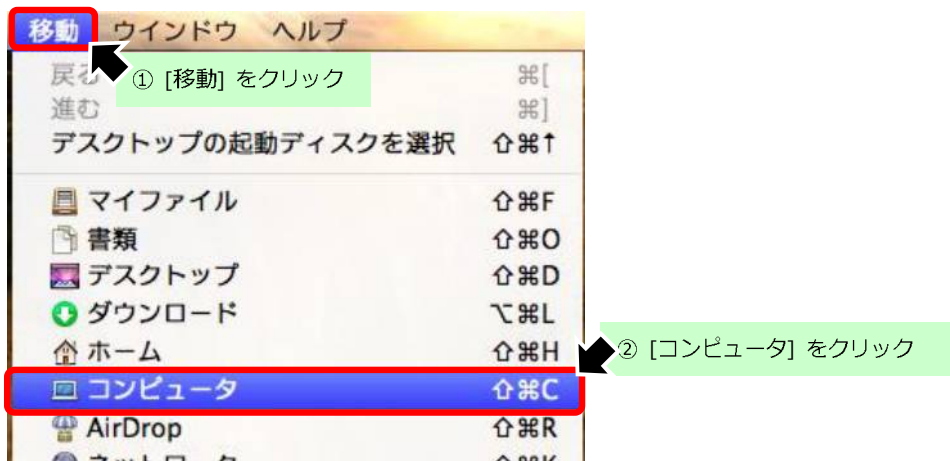 移動 ウインドウ ヘルプ
① [移動] をクリック
戻る ⌘[
進む ⌘]
デスクトップの起動ディスクを選択 ⇧⌘↑
マイファイル ⇧⌘F
書類 ⇧⌘O
デスクトップ ⇧⌘D
ダウンロード ⌥⌘L
ホーム ⇧⌘H
② [コンピュータ] をクリック
コンピュータ ⇧⌘C
AirDrop ⇧⌘R